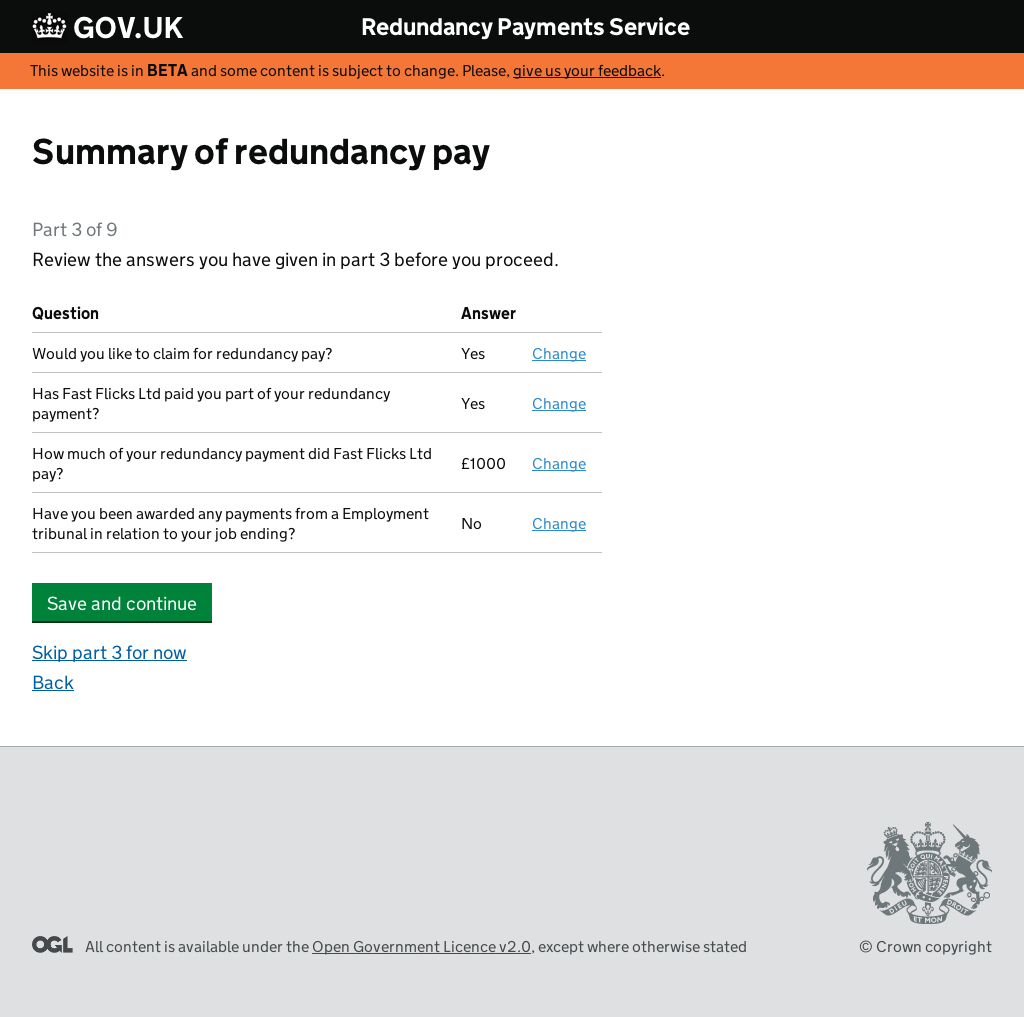 GOV.UK
Redundancy Payments Service
This website is in BETA and some content is subject to change. Please, give us your feedback.
Summary of redundancy pay
Part 3 of 9
Review the answers you have given in part 3 before you proceed.
Question Answer
Would you like to claim for redundancy pay? Yes Change
Has Fast Flicks Ltd paid you part of your redundancy
payment? Yes Change
How much of your redundancy payment did Fast Flicks Ltd
pay? £1000 Change
Have you been awarded any payments from a Employment
tribunal in relation to your job ending? No Change
Save and continue
Skip part 3 for now
Back
DIEU ET MON DROIT
OGL All content is available under the Open Government Licence v2.0, except where otherwise stated
© Crown copyright